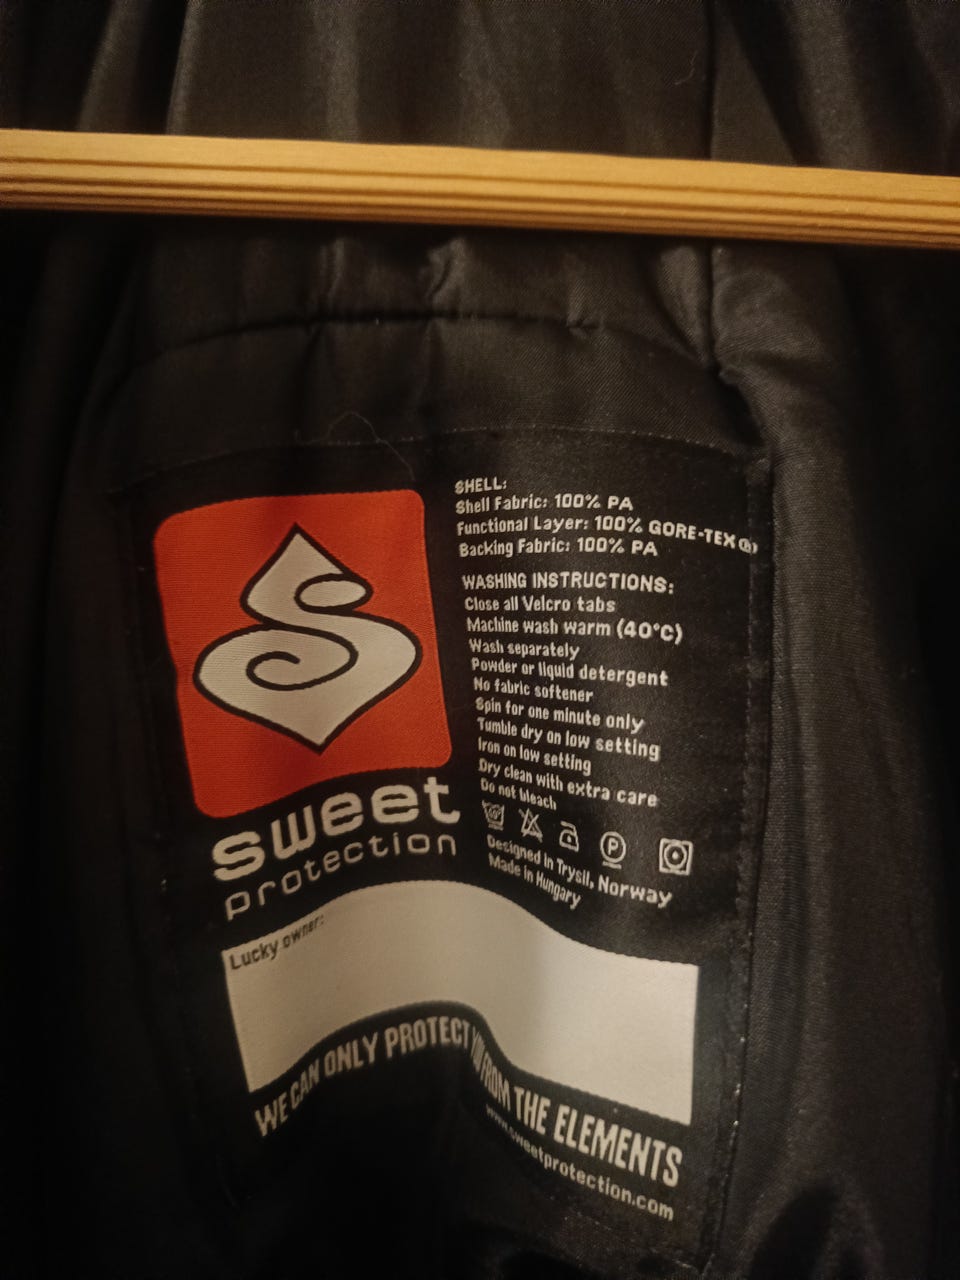 SHELL:
Shell Fabric: 100% PA
Functional Layer: 100% GORE-TEX®
Backing Fabric: 100% PA
WASHING INSTRUCTIONS:
Close all Velcro tabs
Machine wash warm (40°C)
Wash separately
Powder or liquid detergent
No fabric softener
Spin for one minute only
Tumble dry on low setting
Iron on low setting
Dry clean with extra care
Do not bleach
40°
P
Designed in Trysil, Norway
Made in Hungary
sweet
protection
Lucky owner:
WE CAN ONLY PROTECT YOU FROM THE ELEMENTS
www.sweetprotection.com